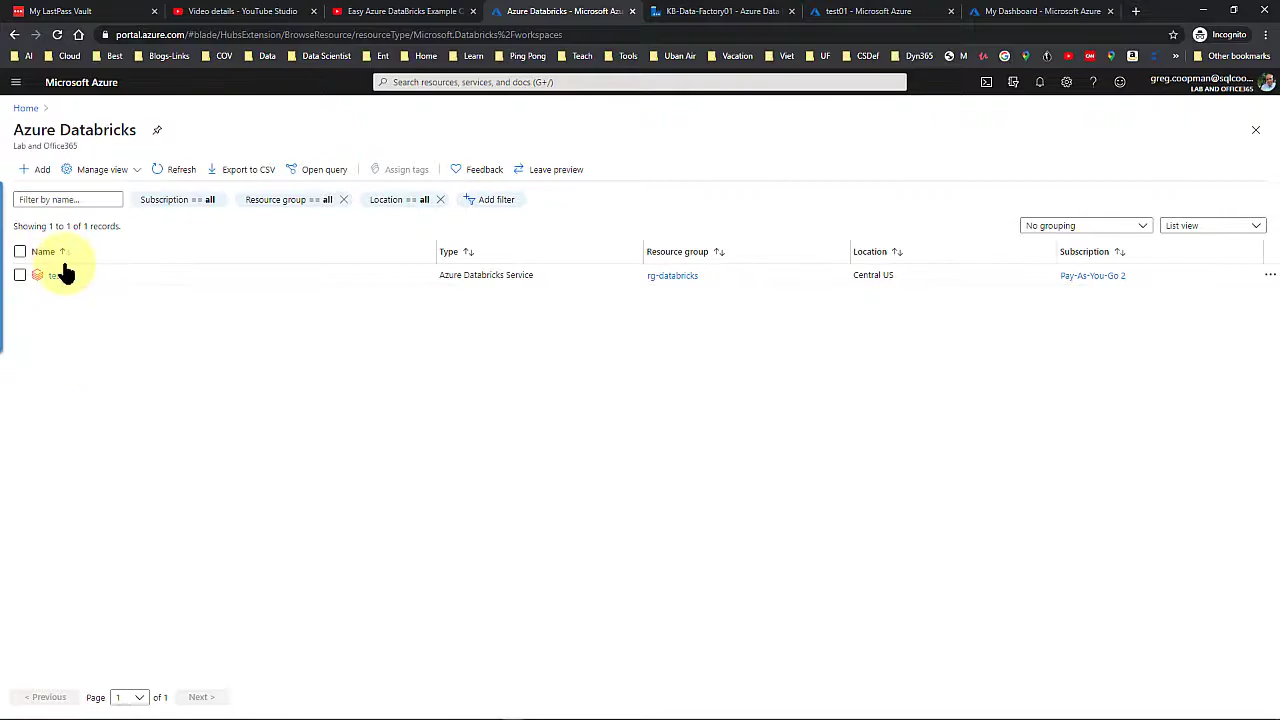 My LastPass Vault
Video details - YouTube Studio
Easy Azure DataBricks Example C
Azure Databricks - Microsoft Azu
KB-Data-Factory01 - Azure Dat
test01 - Microsoft Azure
My Dashboard - Microsoft Azure
portal.azure.com/#blade/HubsExtension/BrowseResource/resourceType/Microsoft.Databricks%2Fworkspaces
Incognito
AI Cloud Best Blogs-Links COV Data Data Scientist Ent Home Learn Ping Pong Teach Tools Uban Air Vacation Viet UF CSDef Dyn365 M Other bookmarks
Microsoft Azure
Search resources, services, and docs (G+/)
greg.coopman@sqlcoo...
LAB AND OFFICE365
Home >
Azure Databricks
Lab and Office365
+ Add Manage view Refresh Export to CSV Open query Assign tags Feedback Leave preview
Filter by name... Subscription == all Resource group == all Location == all Add filter
Showing 1 to 1 of 1 records.
No grouping List view
Name Type Resource group Location Subscription
Azure Databricks Service rg-databricks Central US Pay-As-You-Go 2
< Previous Page 1 of 1 Next >